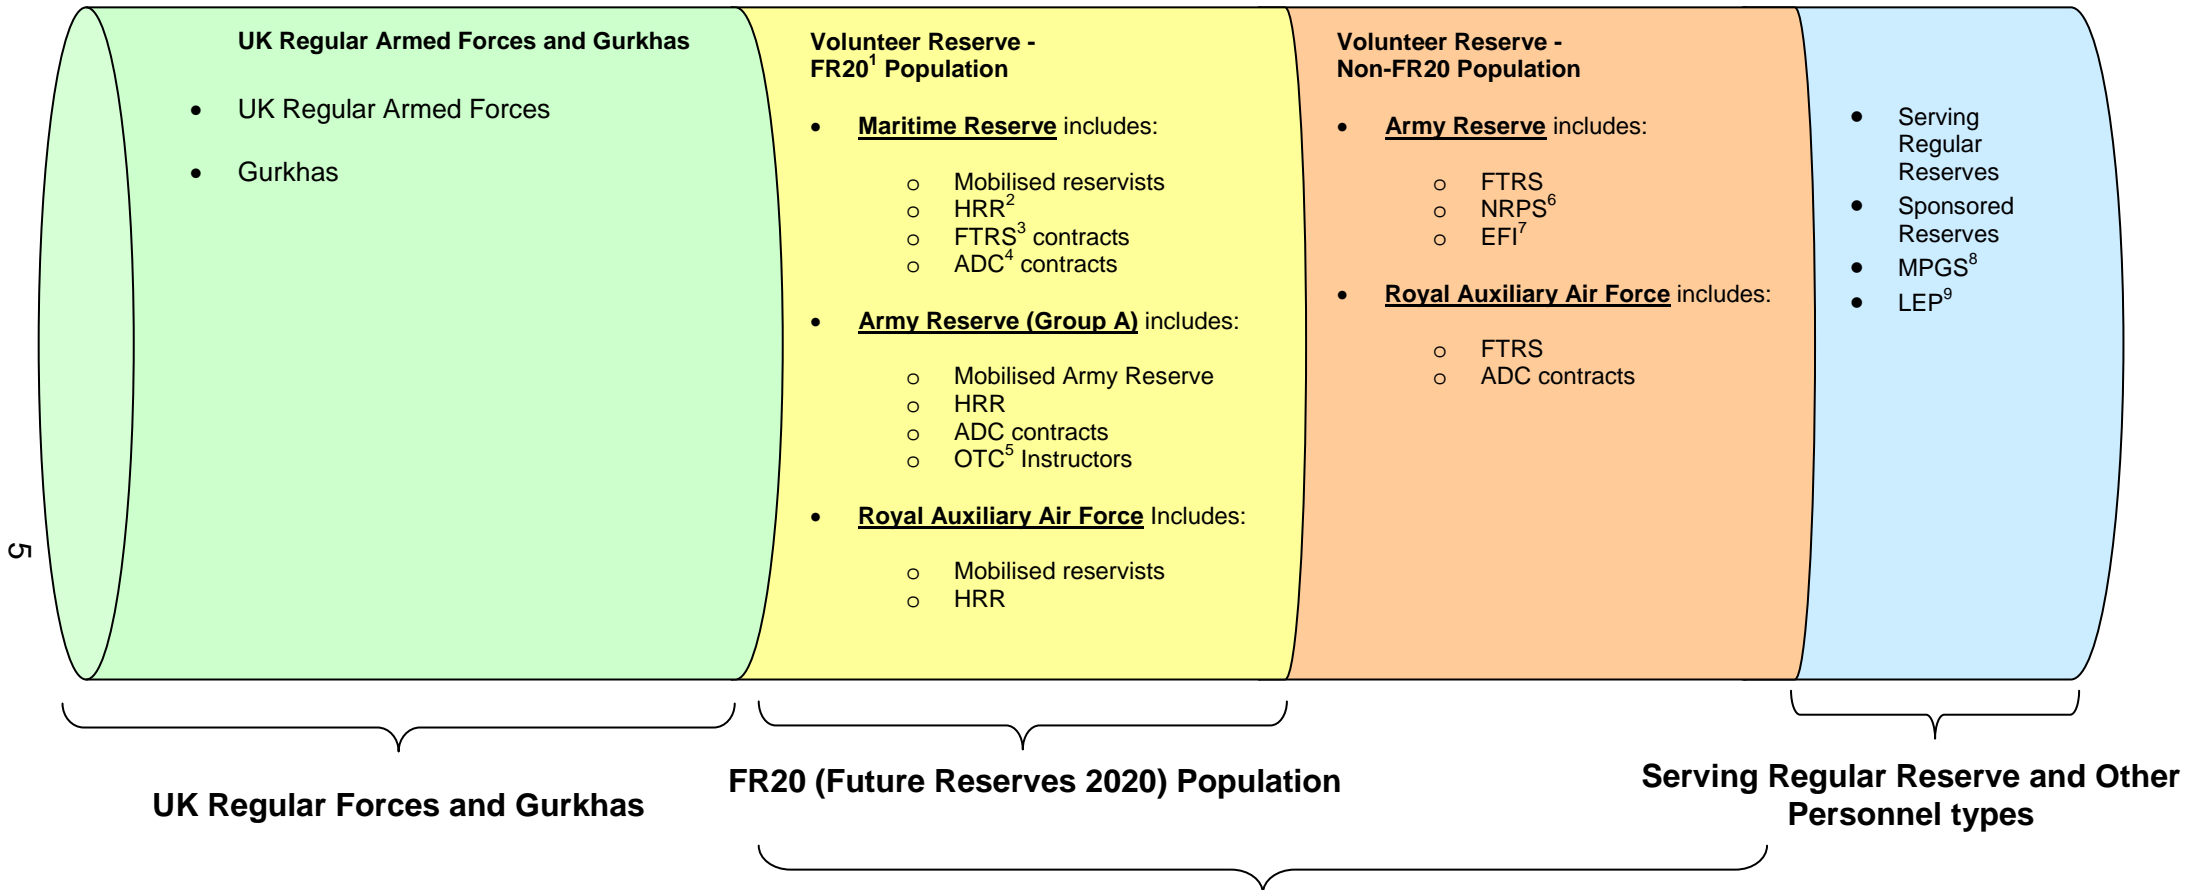 UK Regular Armed Forces and Gurkhas
• UK Regular Armed Forces
• Gurkhas
Volunteer Reserve -
FR20¹ Population
• Maritime Reserve includes:
o Mobilised reservists
o HRR²
o FTRS³ contracts
o ADC⁴ contracts
• Army Reserve (Group A) includes:
o Mobilised Army Reserve
o HRR
o ADC contracts
o OTC⁵ Instructors
• Royal Auxiliary Air Force Includes:
o Mobilised reservists
o HRR
Volunteer Reserve -
Non-FR20 Population
• Army Reserve includes:
o FTRS
o NRPS⁶
o EFI⁷
• Royal Auxiliary Air Force includes:
o FTRS
o ADC contracts
• Serving
Regular
Reserves
• Sponsored
Reserves
• MPGS⁸
• LEP⁹
5
UK Regular Forces and Gurkhas
FR20 (Future Reserves 2020) Population
Serving Regular Reserve and Other
Personnel types